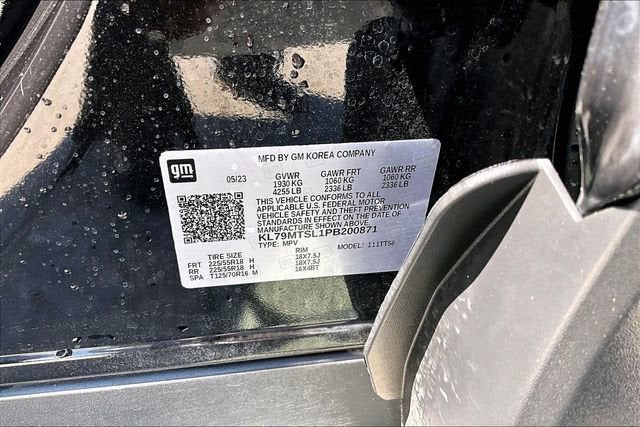 gm
MFD BY GM KOREA COMPANY
05/23 GVWR GAWR FRT GAWR RR
1930 KG 1060 KG 1060 KG
4255 LB 2336 LB 2336 LB
THIS VEHICLE CONFORMS TO ALL
APPLICABLE U.S. FEDERAL MOTOR
VEHICLE SAFETY AND THEFT PREVENTION
STANDARDS IN EFFECT ON THE DATE OF
MANUFACTURE SHOWN ABOVE.
KL79MTSL1PB200871
TYPE: MPV MODEL: 1TT56
TIRE SIZE RIM
FRT 225/55R18 H 18X7.5J
RR 225/55R18 H 18X7.5J
SPA T125/70R16 M 16X4BT